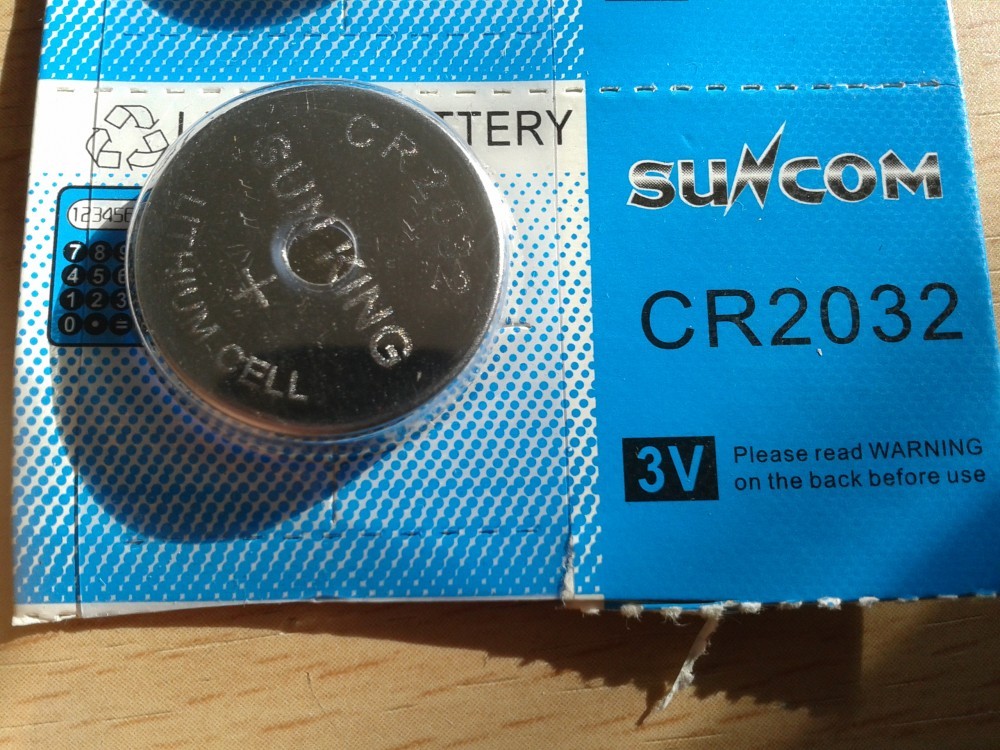 TTERY
SUNCOM
CR2032
3V
Please read WARNING
on the back before use
CR2032
SUNKING
+
LITHIUM CELL
123456
7 8 9
4 5 6
1 2 3
0 • =